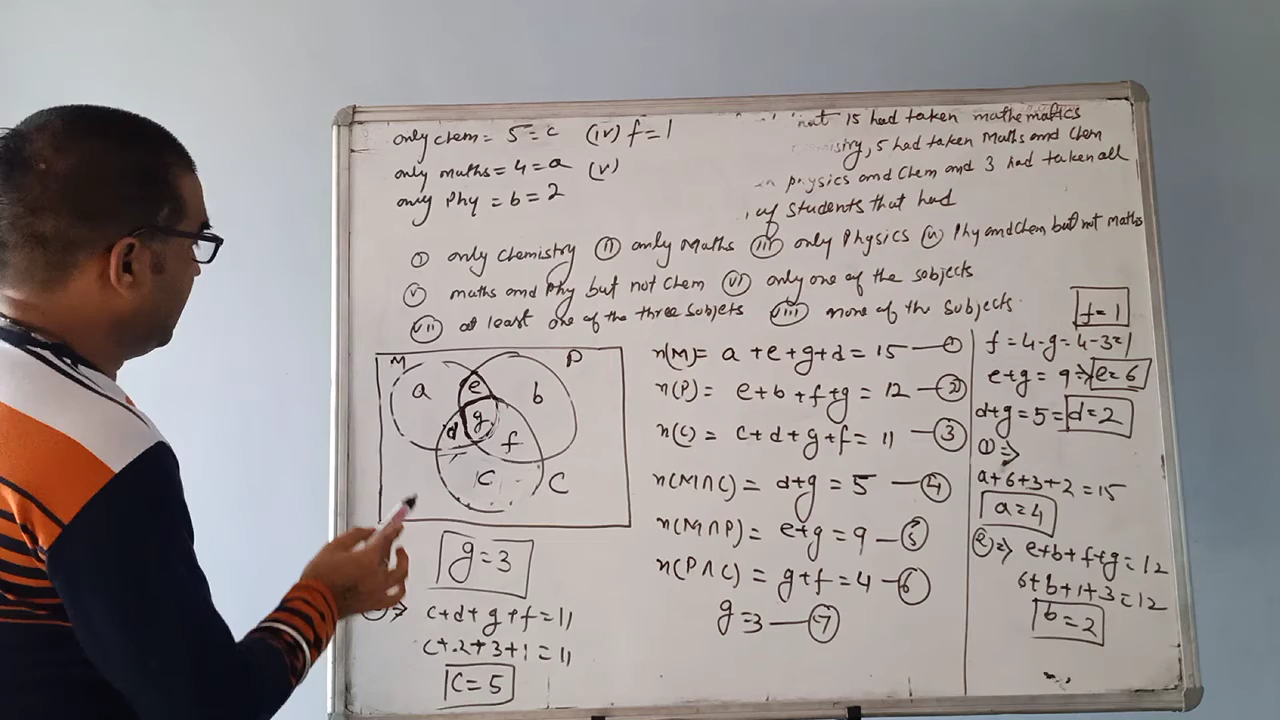 only chem = 5 = c (iv) f = 1
only maths = 4 = a (v)
only Phy = b = 2
15 had taken mathematics
5 had taken Maths and Chem
physics and Chem and 3 had taken all
of students that had
(i) only Chemistry (ii) only Maths (iii) only Physics (iv) Phy and Chem but not maths
(v) maths and Phy but not Chem (vi) only one of the sobjects
(vii) at least one of the three subjets (viii) none of the subjects.
M P
a e b
d g f
c C
g = 3
⇒ c + d + g + f = 11
c + 2 + 3 + 1 = 11
c = 5
n(M) = a + e + g + d = 15 — (1)
n(P) = e + b + f + g = 12 — (2)
n(C) = c + d + g + f = 11 — (3)
n(M∩C) = d + g = 5 — (4)
n(M∩P) = e + g = 9 — (5)
n(P∩C) = g + f = 4 — (6)
g = 3 — (7)
f = 1
f = 4 - g = 4 - 3 = 1
e + g = 9 ⇒ e = 6
d + g = 5 = d = 2
(1) ⇒
a + 6 + 3 + 2 = 15
a = 4
(2) ⇒ e + b + f + g = 12
6 + b + 1 + 3 = 12
b = 2